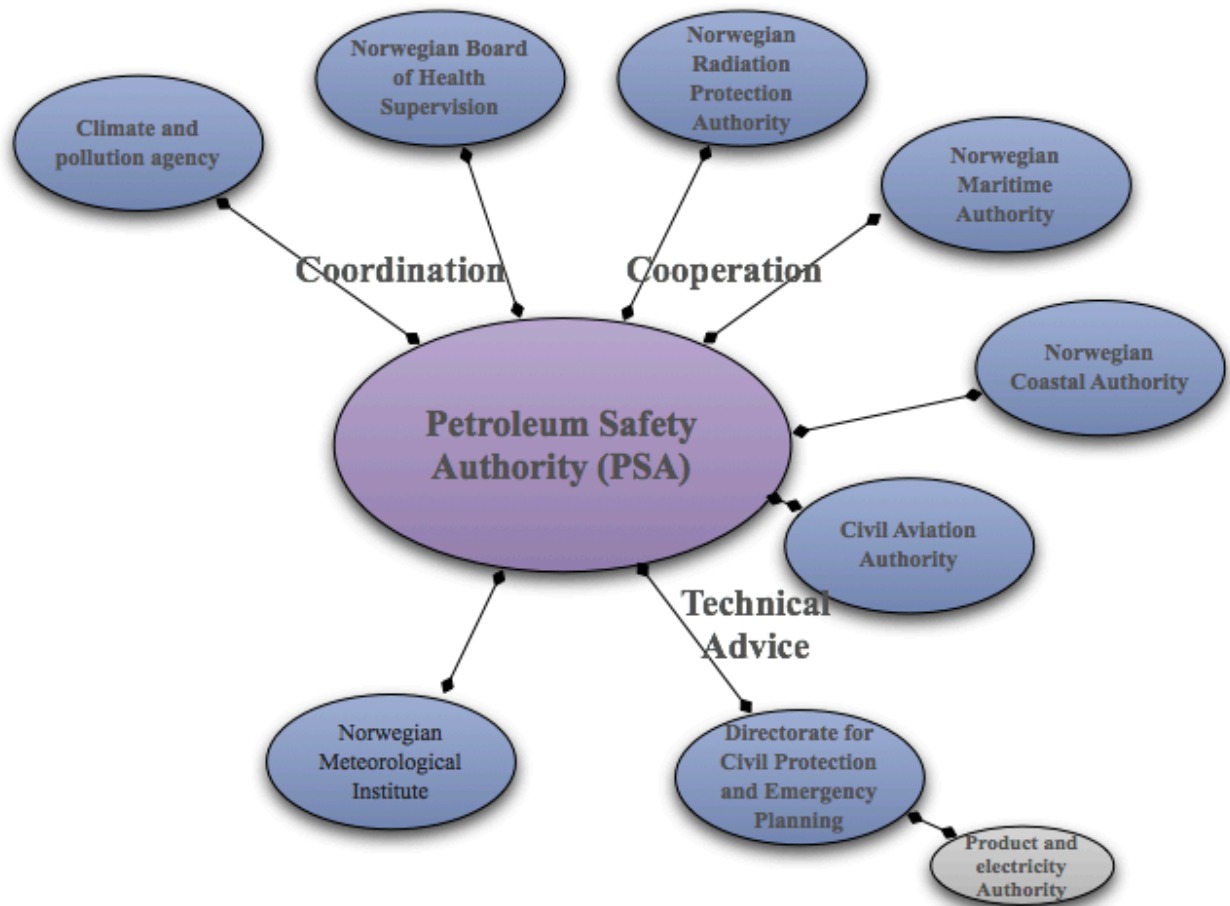 Norwegian Board
of Health
Supervision
Norwegian
Radiation
Protection
Authority
Climate and
pollution agency
Norwegian
Maritime
Authority
Coordination
Cooperation
Norwegian
Coastal Authority
Petroleum Safety
Authority (PSA)
Civil Aviation
Authority
Technical
Advice
Norwegian
Meteorological
Institute
Directorate for
Civil Protection
and Emergency
Planning
Product and
electricity
Authority